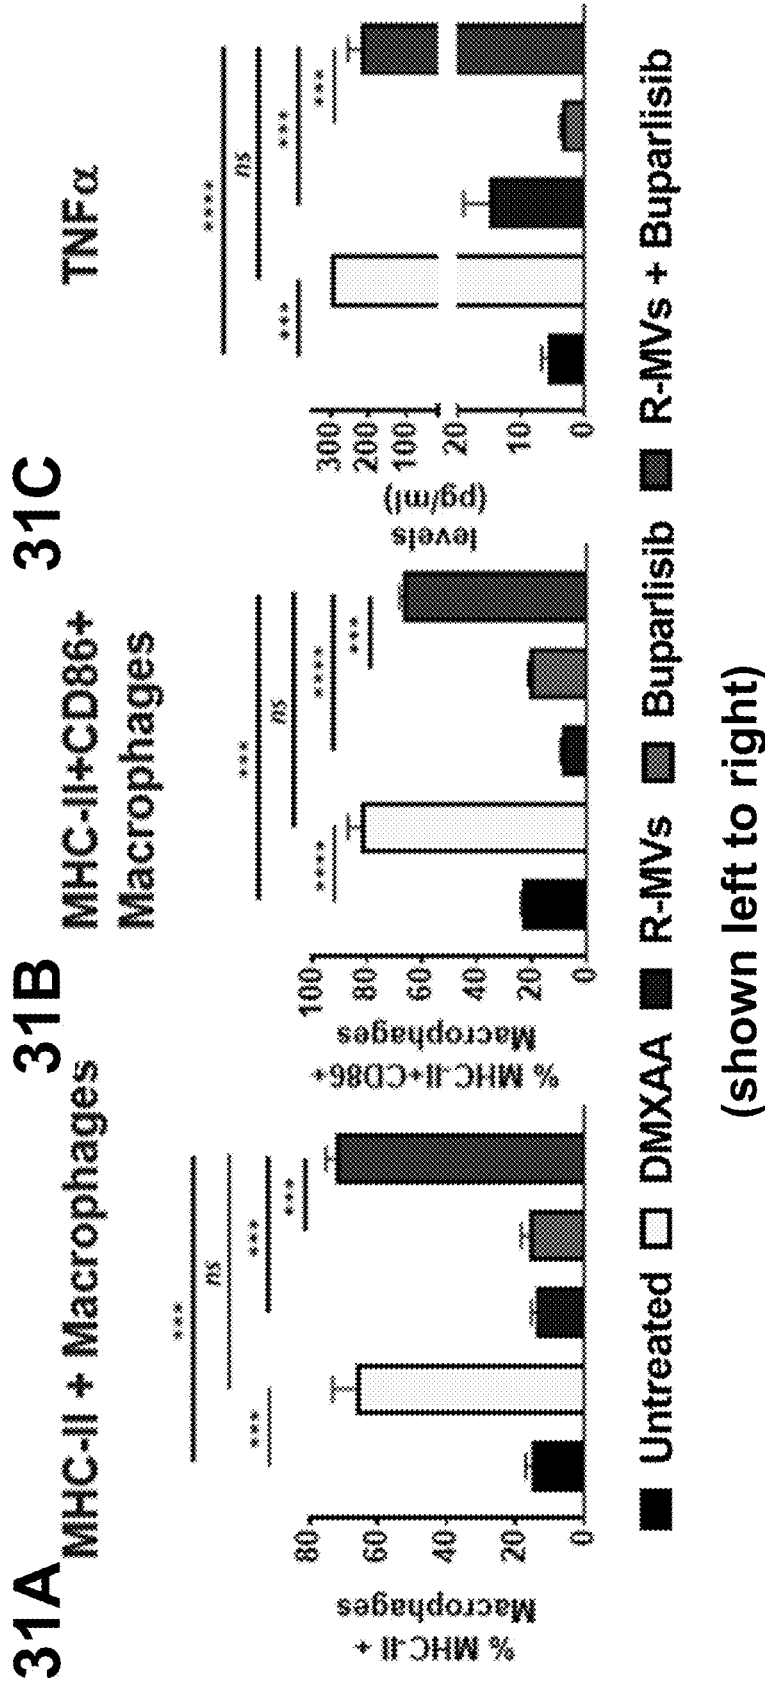 31A
MHC-II + Macrophages
% MHC-II +
Macrophages
80
60
40
20
0
***
ns
***
***
***
31B
MHC-II+CD86+
Macrophages
% MHC-II+CD86+
Macrophages
100
80
60
40
20
0
***
ns
****
****
***
31C
TNFα
levels
(pg/ml)
300
200
100
20
10
0
****
ns
***
***
***
Untreated DMXAA R-MVs Buparlisib R-MVs + Buparlisib
(shown left to right)